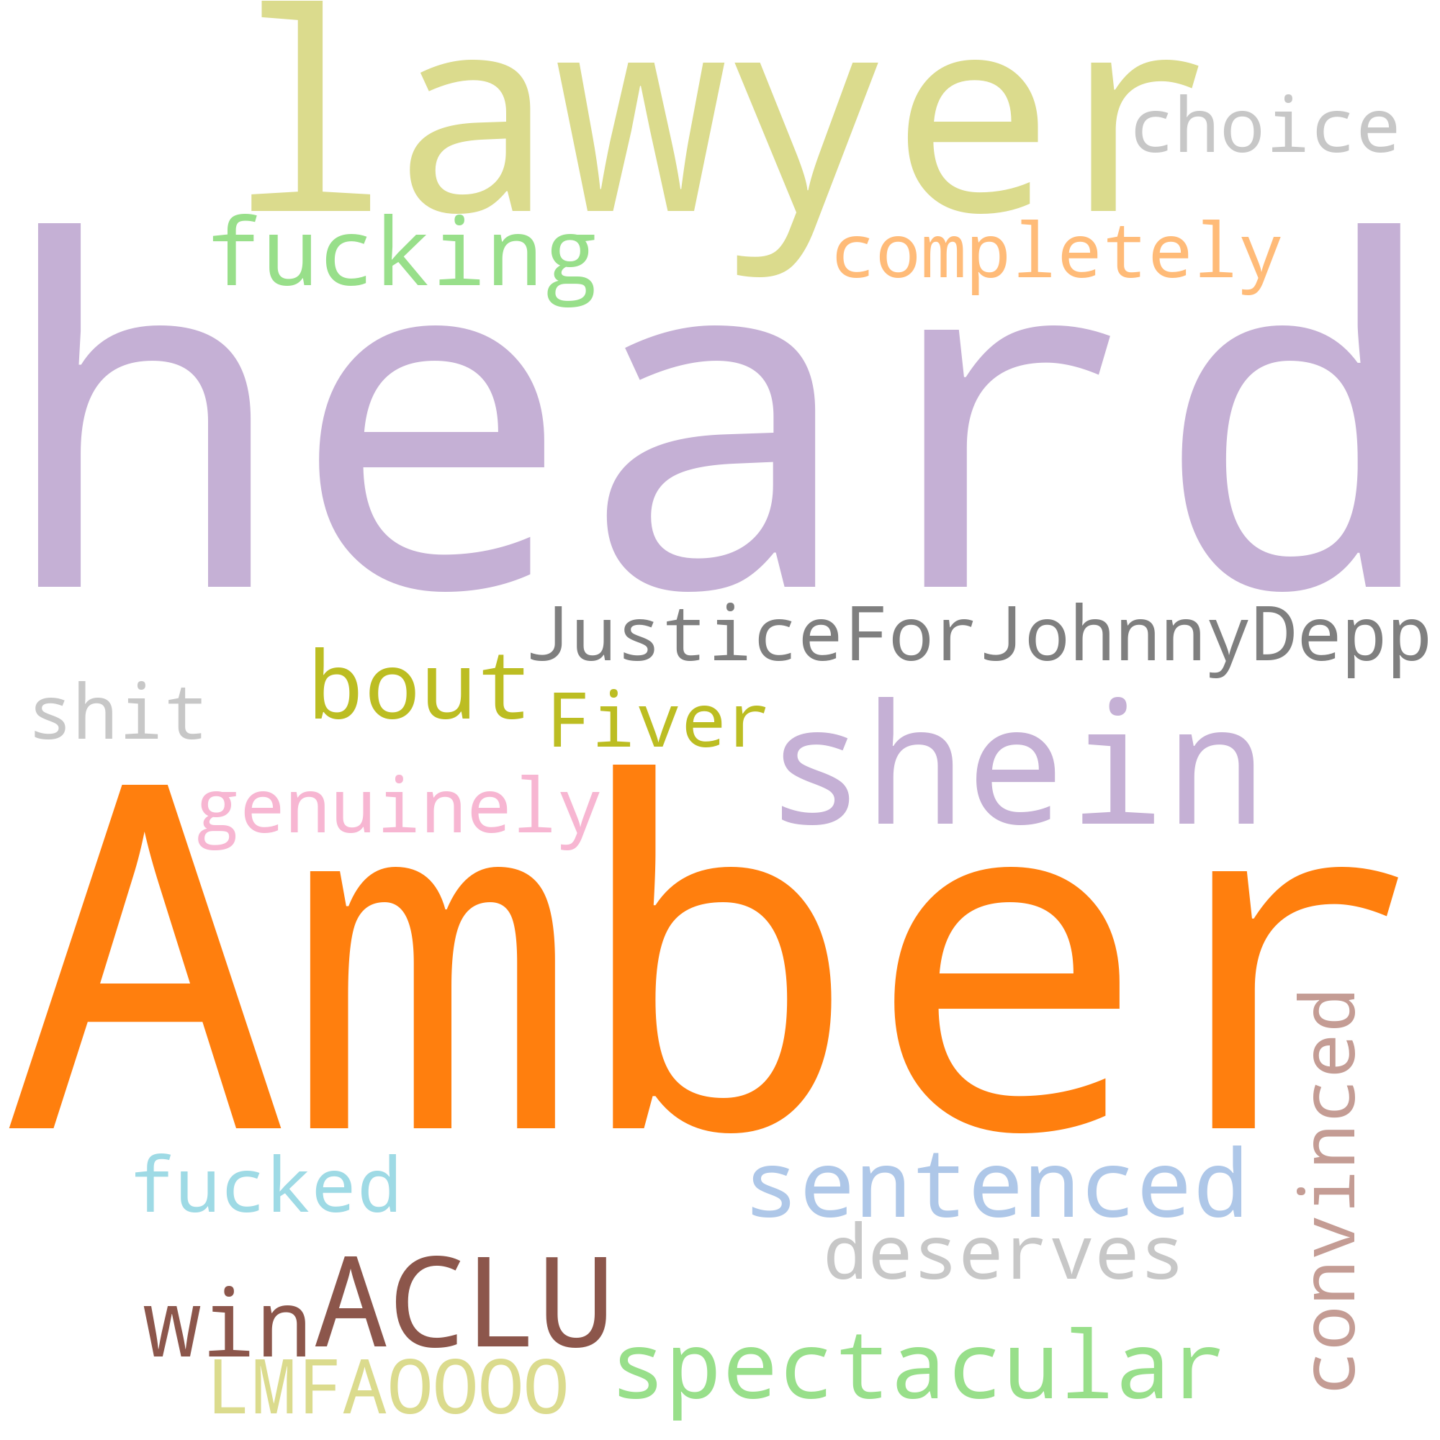 lawyer
choice
fucking
completely
heard
JusticeForJohnnyDepp
bout
shit
Fiver
shein
genuinely
Amber
convinced
fucked
sentenced
deserves
ACLU
win
spectacular
LMFAOOOO